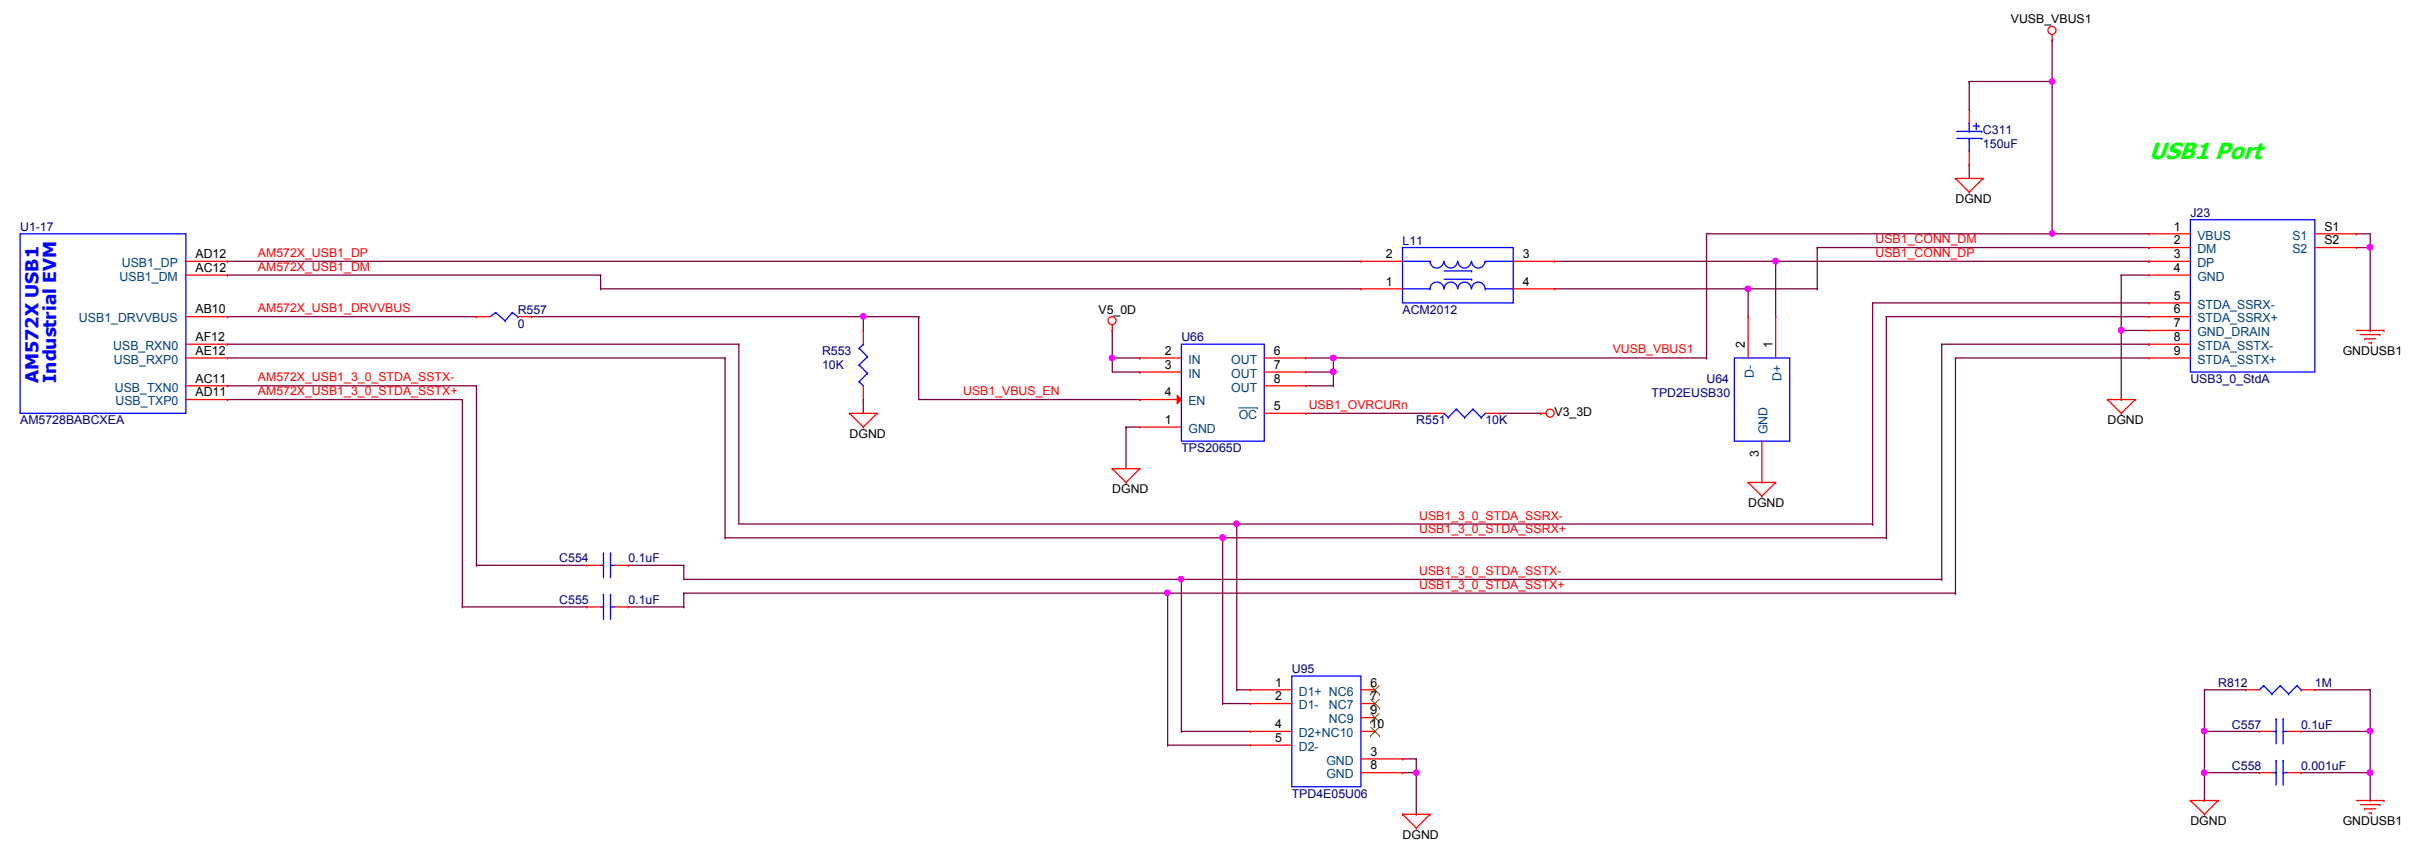 VUSB_VBUS1
C311
150uF
DGND
USB1 Port
U1-17
AM572X USB1
Industrial EVM
USB1_DP
USB1_DM
USB1_DRVVBUS
USB_RXN0
USB_RXP0
USB_TXN0
USB_TXP0
AM5728BABCXEA
AD12
AC12
AB10
AF12
AE12
AC11
AD11
AM572X_USB1_DP
AM572X_USB1_DM
AM572X_USB1_DRVVBUS
AM572X_USB1_3_0_STDA_SSTX-
AM572X_USB1_3_0_STDA_SSTX+
R557
0
R553
10K
DGND
USB1_VBUS_EN
V5_0D
U66
2
3
4
1
IN
IN
EN
GND
OUT
OUT
OUT
OC
6
7
8
5
TPS2065D
DGND
USB1_OVRCURn
R551
10K
V3_3D
L11
2
1
3
4
ACM2012
VUSB_VBUS1
2
1
D-
D+
GND
U64
TPD2EUSB30
3
DGND
USB1_CONN_DM
USB1_CONN_DP
J23
1
2
3
4
5
6
7
8
9
VBUS
DM
DP
GND
STDA_SSRX-
STDA_SSRX+
GND_DRAIN
STDA_SSTX-
STDA_SSTX+
S1
S2
S1
S2
USB3_0_StdA
GNDUSB1
DGND
USB1_3_0_STDA_SSRX-
USB1_3_0_STDA_SSRX+
USB1_3_0_STDA_SSTX-
USB1_3_0_STDA_SSTX+
C554
0.1uF
C555
0.1uF
U95
1
2
4
5
D1+
D1-
D2+
D2-
NC6
NC7
NC9
NC10
GND
GND
6
7
9
10
3
8
TPD4E05U06
DGND
R812
1M
C557
0.1uF
C558
0.001uF
DGND
GNDUSB1